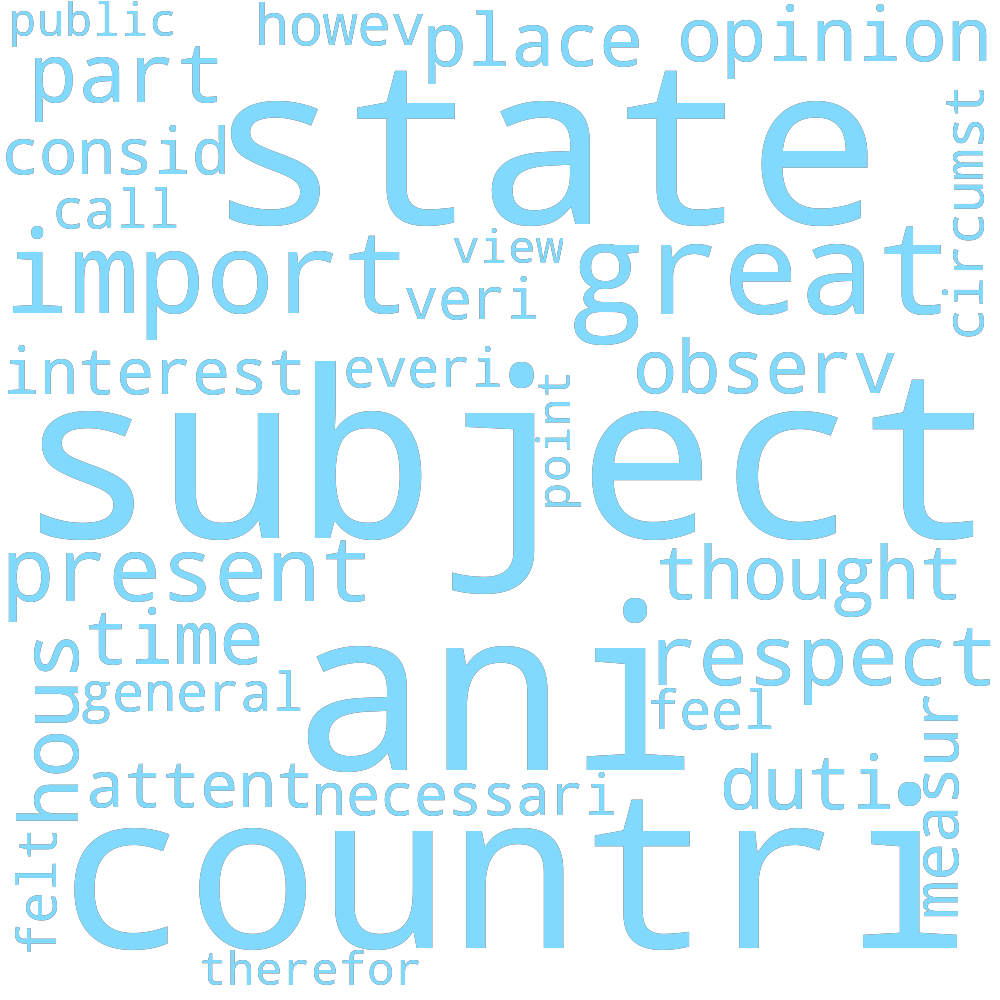 public
howev
place
opinion
part
state
circumst
consid
call
import
view
great
veri
interest
everi
observ
subject
point
present
thought
time
ani
respect
hous
general
feel
measur
attent
necessari
duti
felt
countri
therefor